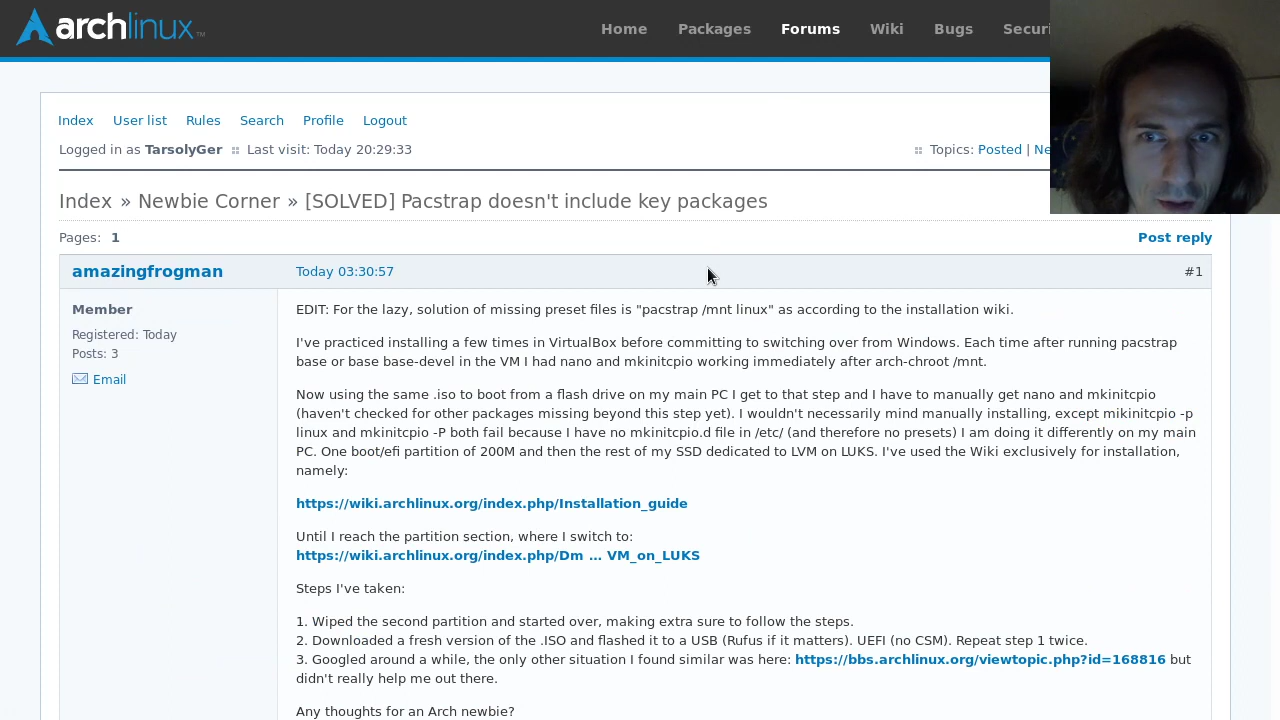 archlinux™
Home Packages Forums Wiki Bugs
Index User list Rules Search Profile Logout
Logged in as TarsolyGer Last visit: Today 20:29:33 Topics: Posted |
Index » Newbie Corner » [SOLVED] Pacstrap doesn't include key packages
Pages: 1 Post reply
amazingfrogman Today 03:30:57 #1
Member
Registered: Today
Posts: 3
Email
EDIT: For the lazy, solution of missing preset files is "pacstrap /mnt linux" as according to the installation wiki.
I've practiced installing a few times in VirtualBox before committing to switching over from Windows. Each time after running pacstrap
base or base base-devel in the VM I had nano and mkinitcpio working immediately after arch-chroot /mnt.
Now using the same .iso to boot from a flash drive on my main PC I get to that step and I have to manually get nano and mkinitcpio
(haven't checked for other packages missing beyond this step yet). I wouldn't necessarily mind manually installing, except mikinitcpio -p
linux and mkinitcpio -P both fail because I have no mkinitcpio.d file in /etc/ (and therefore no presets) I am doing it differently on my main
PC. One boot/efi partition of 200M and then the rest of my SSD dedicated to LVM on LUKS. I've used the Wiki exclusively for installation,
namely:
https://wiki.archlinux.org/index.php/Installation_guide
Until I reach the partition section, where I switch to:
https://wiki.archlinux.org/index.php/Dm … VM_on_LUKS
Steps I've taken:
1. Wiped the second partition and started over, making extra sure to follow the steps.
2. Downloaded a fresh version of the .ISO and flashed it to a USB (Rufus if it matters). UEFI (no CSM). Repeat step 1 twice.
3. Googled around a while, the only other situation I found similar was here: https://bbs.archlinux.org/viewtopic.php?id=168816 but
didn't really help me out there.
Any thoughts for an Arch newbie?